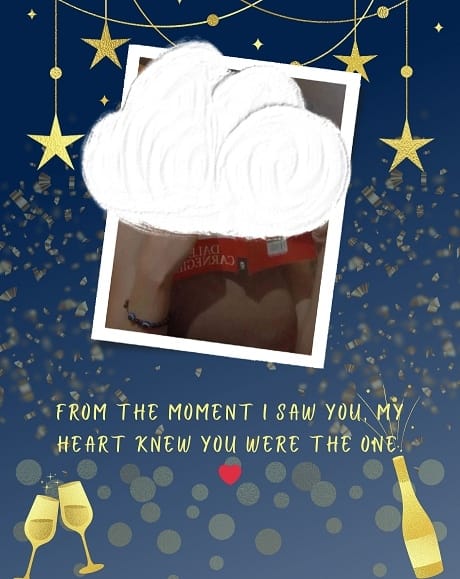 DALE
CARNEGIE
FROM THE MOMENT I SAW YOU, MY
HEART KNEW YOU WERE THE ONE.